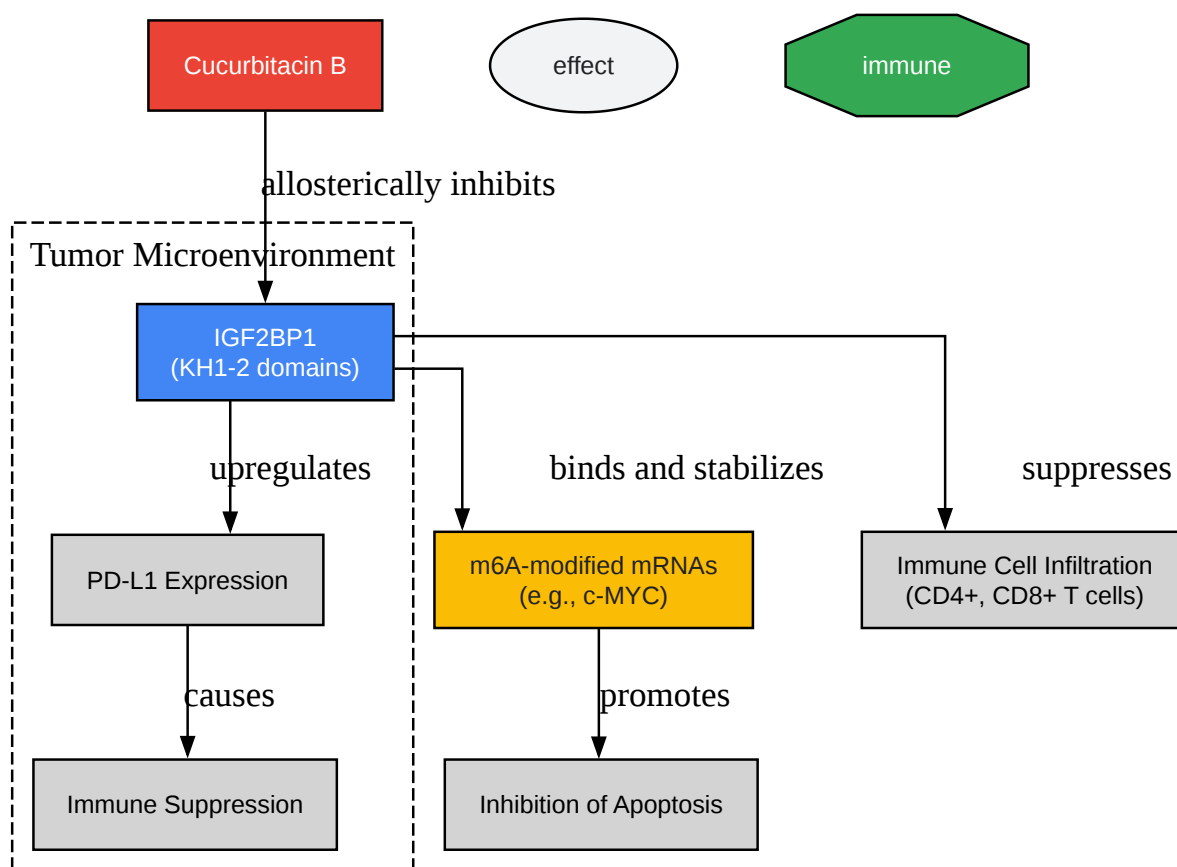 Cucurbitacin B
effect
immune
allosterically inhibits
Tumor Microenvironment
IGF2BP1
(KH1-2 domains)
upregulates
binds and stabilizes
suppresses
PD-L1 Expression
m6A-modified mRNAs
(e.g., c-MYC)
Immune Cell Infiltration
(CD4+, CD8+ T cells)
causes
promotes
Immune Suppression
Inhibition of Apoptosis